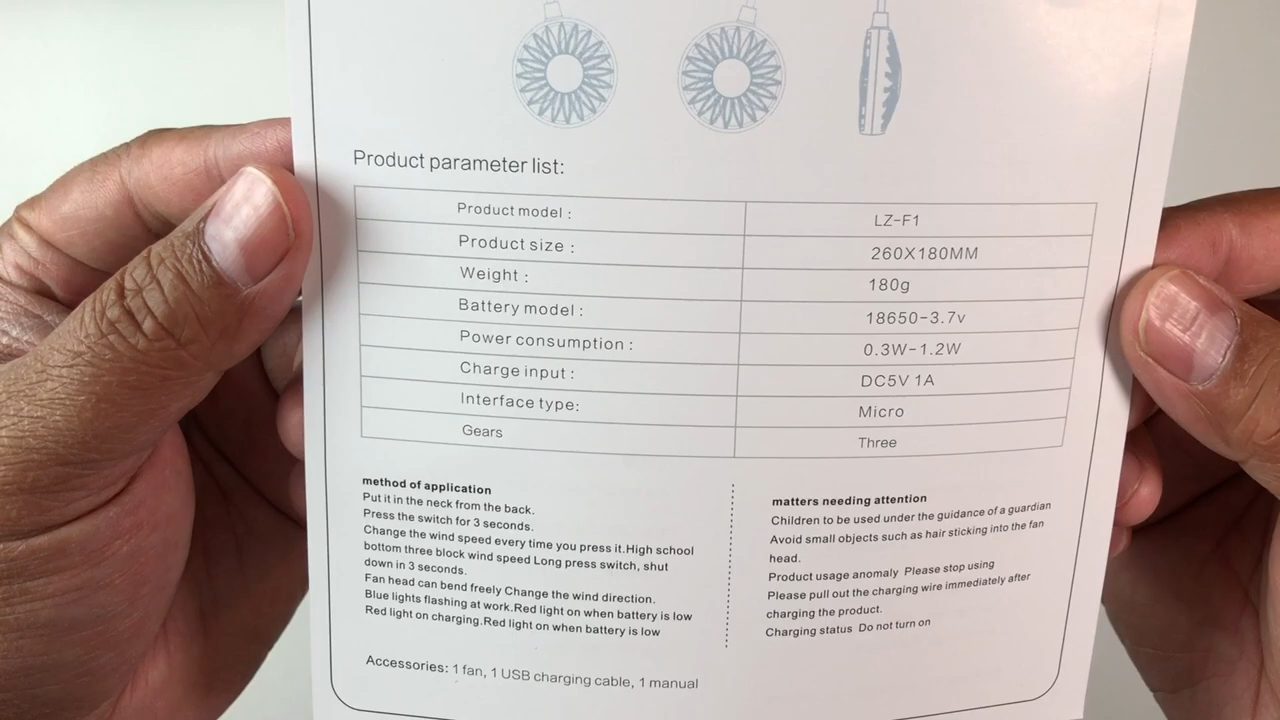 Product parameter list:
Product model : LZ-F1
Product size : 260X180MM
Weight : 180g
Battery model : 18650-3.7v
Power consumption : 0.3W-1.2W
Charge input : DC5V 1A
Interface type: Micro
Gears Three
method of application
Put it in the neck from the back.
Press the switch for 3 seconds.
Change the wind speed every time you press it.High school
bottom three block wind speed Long press switch, shut
down in 3 seconds.
Fan head can bend freely Change the wind direction.
Blue lights flashing at work.Red light on when battery is low
Red light on charging.Red light on when battery is low
matters needing attention
Children to be used under the guidance of a guardian
Avoid small objects such as hair sticking into the fan
head.
Product usage anomaly Please stop using
Please pull out the charging wire immediately after
charging the product.
Charging status Do not turn on
Accessories: 1 fan, 1 USB charging cable, 1 manual